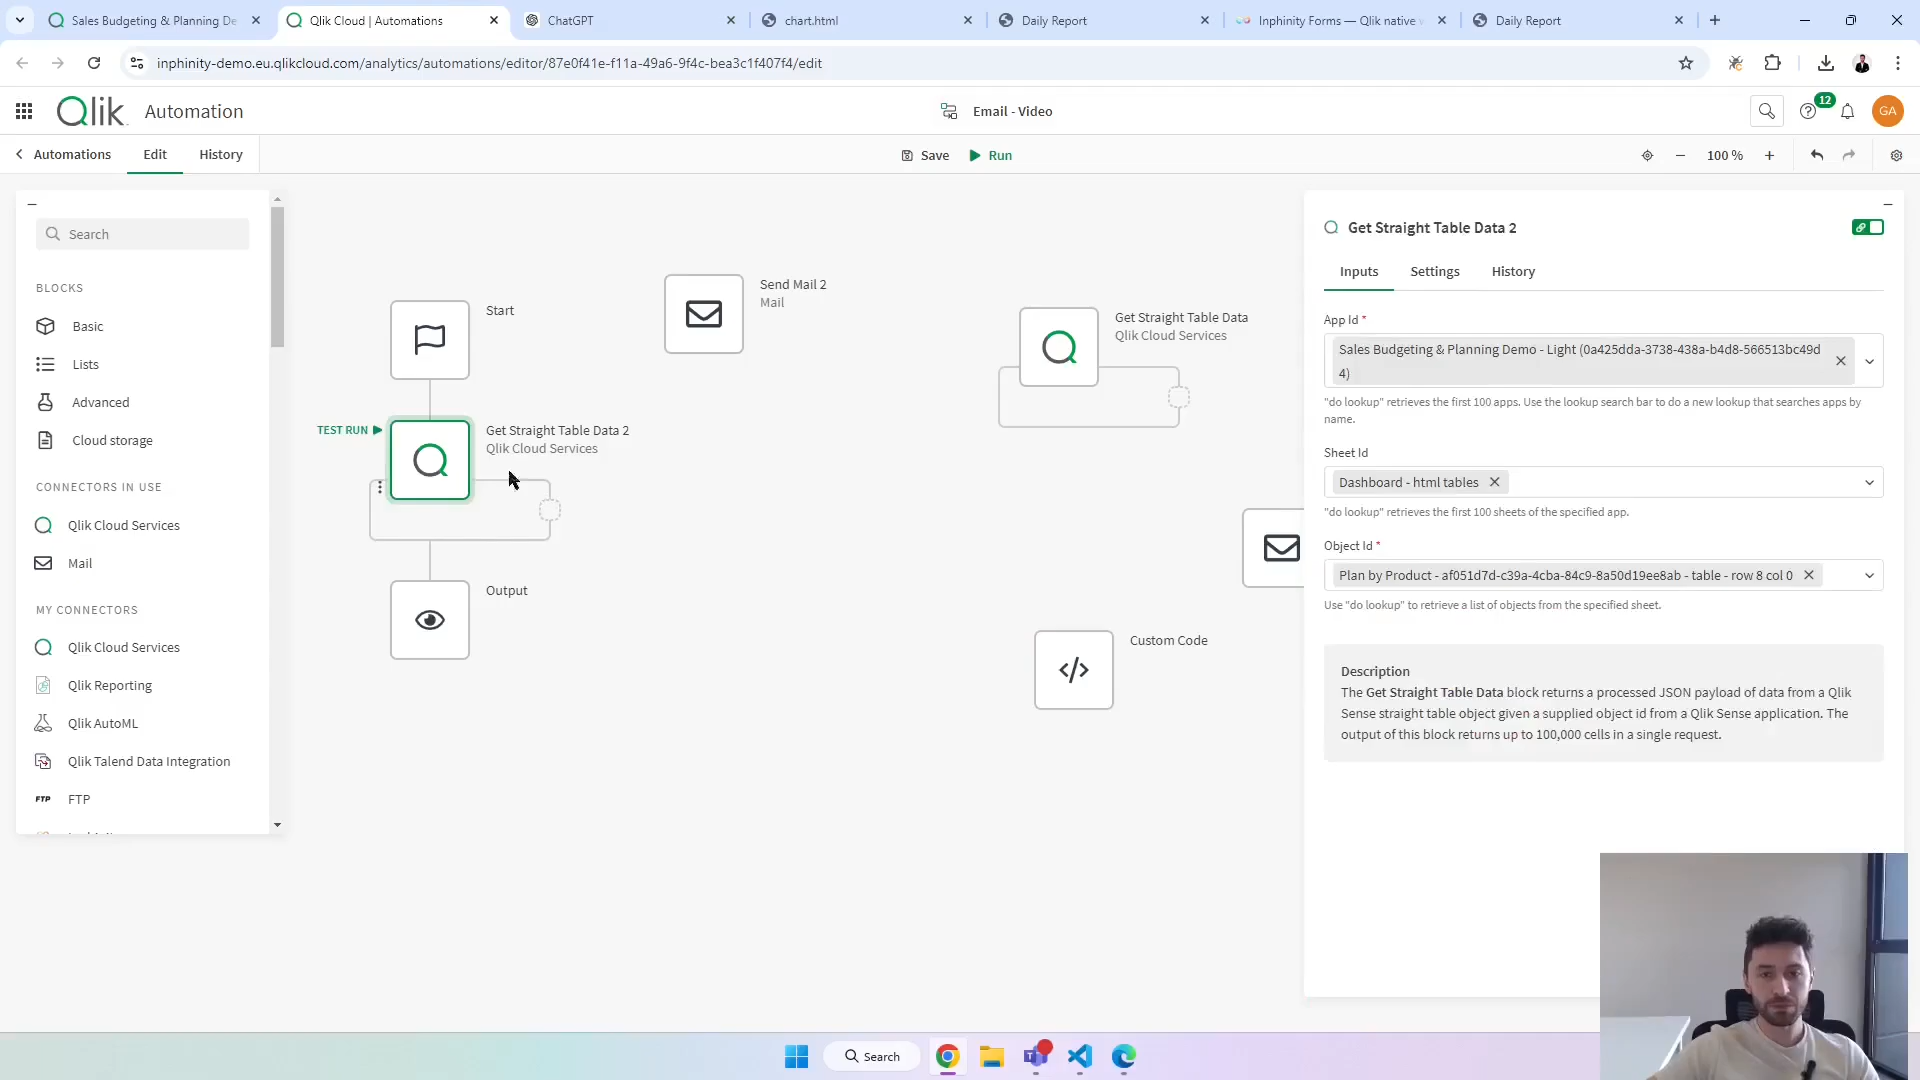 Sales Budgeting & Planning De
Qlik Cloud | Automations
ChatGPT
chart.html
Daily Report
Inphinity Forms — Qlik native
Daily Report
inphinity-demo.eu.qlikcloud.com/analytics/automations/editor/87e0f41e-f11a-49a6-9f4c-bea3c1f407f4/edit
Qlik
Automation
Email - Video
12
GA
Automations
Edit
History
Save
Run
100 %
Search
BLOCKS
Basic
Lists
Advanced
Cloud storage
CONNECTORS IN USE
Qlik Cloud Services
Mail
MY CONNECTORS
Qlik Cloud Services
Qlik Reporting
Qlik AutoML
Qlik Talend Data Integration
FTP
FTP
Start
TEST RUN
Get Straight Table Data 2
Qlik Cloud Services
Output
Send Mail 2
Mail
Get Straight Table Data
Qlik Cloud Services
Custom Code
Get Straight Table Data 2
Inputs
Settings
History
App Id *
Sales Budgeting & Planning Demo - Light (0a425dda-3738-438a-b4d8-566513bc49d
4)
"do lookup" retrieves the first 100 apps. Use the lookup search bar to do a new lookup that searches apps by
name.
Sheet Id
Dashboard - html tables
"do lookup" retrieves the first 100 sheets of the specified app.
Object Id *
Plan by Product - af051d7d-c39a-4cba-84c9-8a50d19ee8ab - table - row 8 col 0
Use "do lookup" to retrieve a list of objects from the specified sheet.
Description
The Get Straight Table Data block returns a processed JSON payload of data from a Qlik
Sense straight table object given a supplied object id from a Qlik Sense application. The
output of this block returns up to 100,000 cells in a single request.
Search